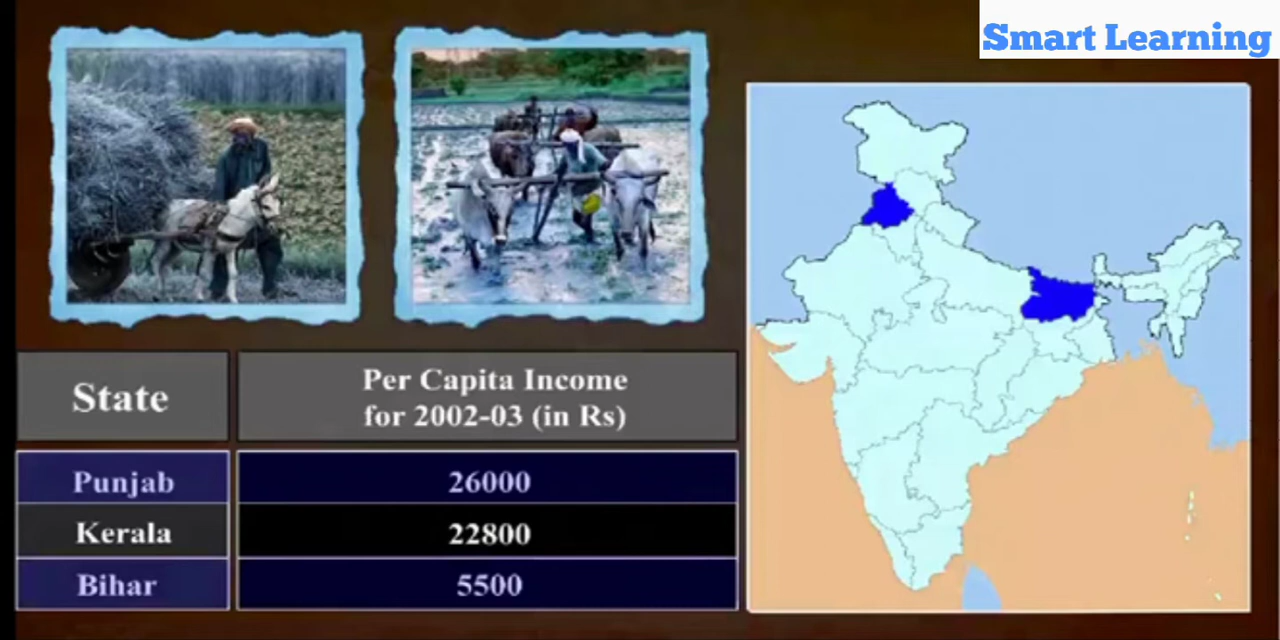 Smart Learning
State
Per Capita Income
for 2002-03 (in Rs)
Punjab
26000
Kerala
22800
Bihar
5500